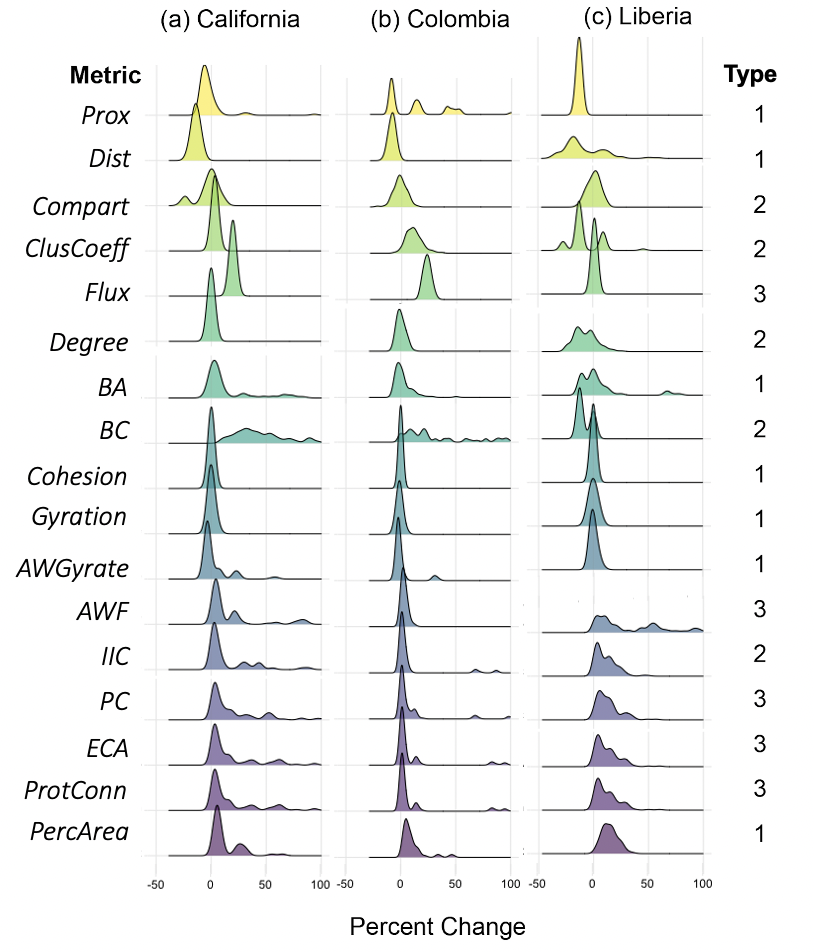 (a) California (b) Colombia (c) Liberia
Metric Type
Prox 1
Dist 1
Compart 2
ClusCoeff 2
Flux 3
Degree 2
BA 1
BC 2
Cohesion 1
Gyration 1
AWGyrate 1
AWF 3
IIC 2
PC 3
ECA 3
ProtConn 3
PercArea 1
-50 0 50 100 -50 0 50 100 -50 0 50 100
Percent Change